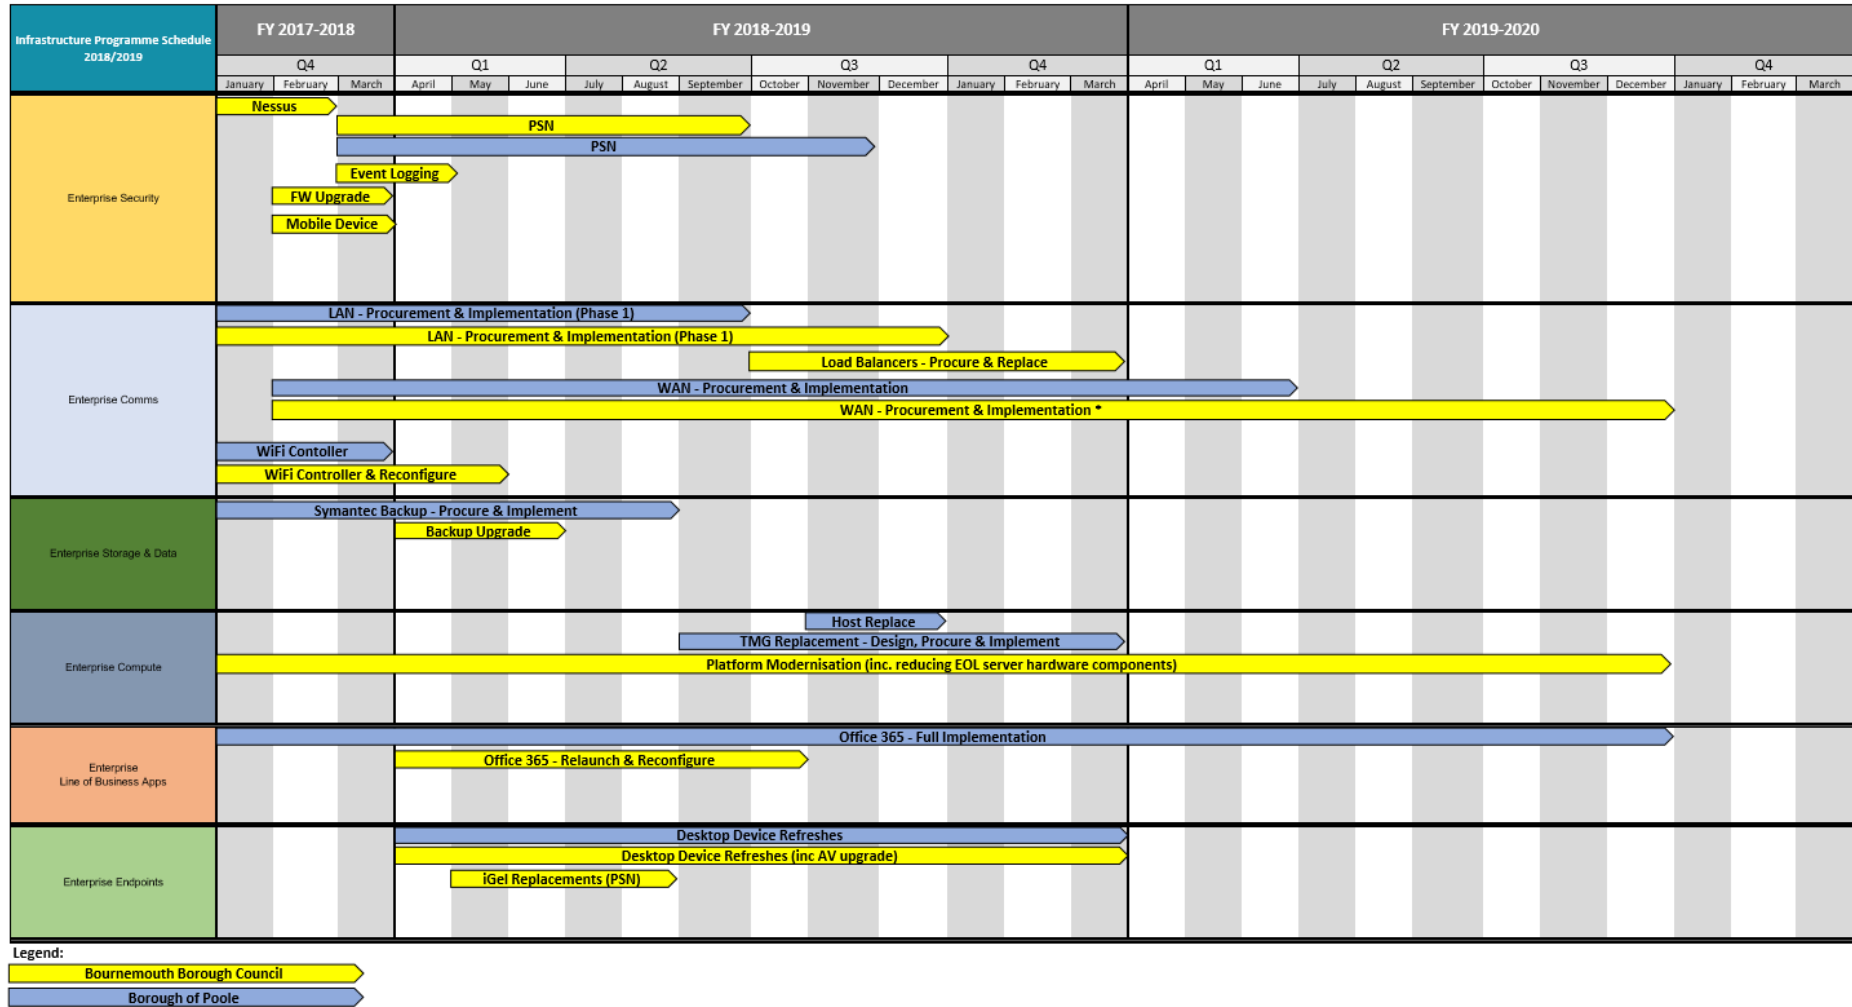 Infrastructure Programme Schedule
2018/2019
FY 2017-2018
FY 2018-2019
FY 2019-2020
Q4
Q1
Q2
Q3
Q4
Q1
Q2
Q3
Q4
January
February
March
April
May
June
July
August
September
October
November
December
January
February
March
April
May
June
July
August
September
October
November
December
January
February
March
Enterprise Security
Nessus
PSN
PSN
Event Logging
FW Upgrade
Mobile Device
Enterprise Comms
LAN - Procurement & Implementation (Phase 1)
LAN - Procurement & Implementation (Phase 1)
Load Balancers - Procure & Replace
WAN - Procurement & Implementation
WAN - Procurement & Implementation *
WiFi Contoller
WiFi Controller & Reconfigure
Enterprise Storage & Data
Symantec Backup - Procure & Implement
Backup Upgrade
Enterprise Compute
Host Replace
TMG Replacement - Design, Procure & Implement
Platform Modernisation (inc. reducing EOL server hardware components)
Enterprise
Line of Business Apps
Office 365 - Full Implementation
Office 365 - Relaunch & Reconfigure
Enterprise Endpoints
Desktop Device Refreshes
Desktop Device Refreshes (inc AV upgrade)
iGel Replacements (PSN)
Legend:
Bournemouth Borough Council
Borough of Poole